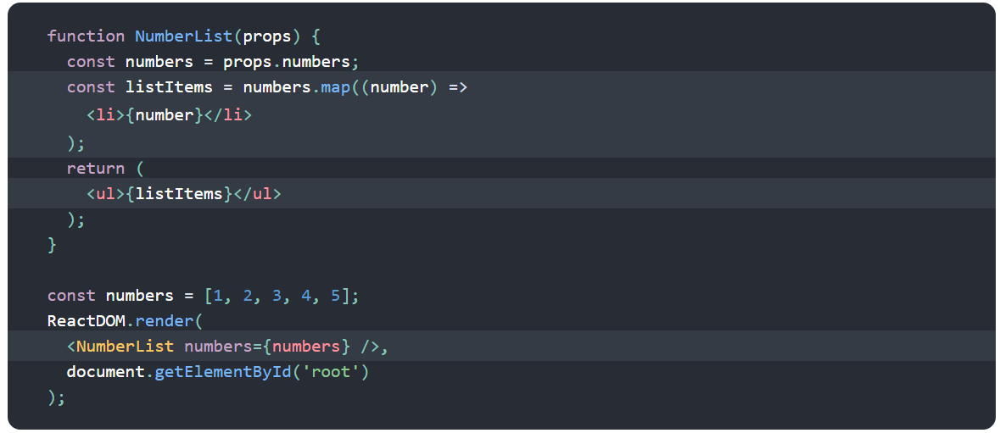 function NumberList(props) {
  const numbers = props.numbers;
  const listItems = numbers.map((number) =>
    <li>{number}</li>
  );
  return (
    <ul>{listItems}</ul>
  );
}

const numbers = [1, 2, 3, 4, 5];
ReactDOM.render(
  <NumberList numbers={numbers} />,
  document.getElementById('root')
);